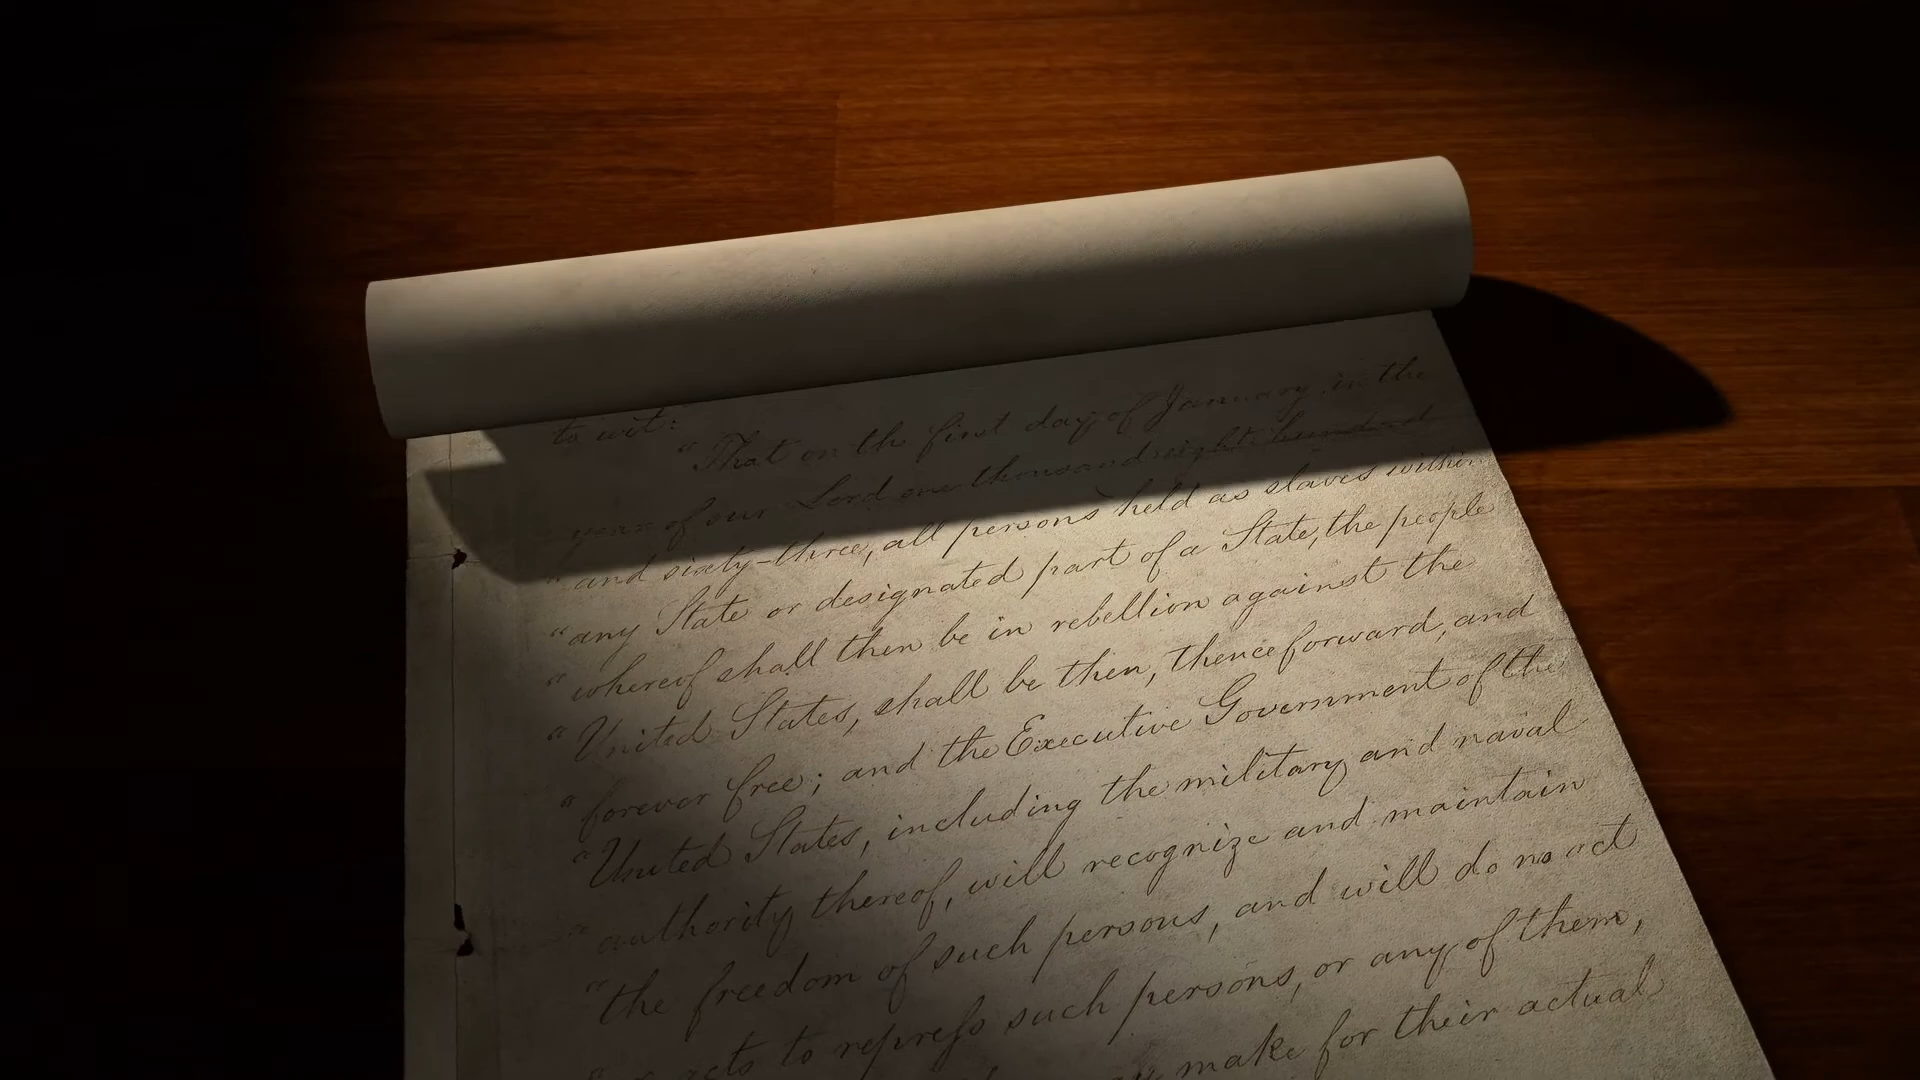 to wit:
"That on the first day of January in the
year of our Lord one thousand eight hundred
"and sixty-three, all persons held as slaves within
"any State or designated part of a State, the people
"whereof shall then be in rebellion against the
"United States, shall be then, thenceforward, and
"forever free; and the Executive Government of the
"United States, including the military and naval
"authority thereof, will recognize and maintain
"the freedom of such persons, and will do no act
acts to repreſs such persons, or any of them,
make for their actual